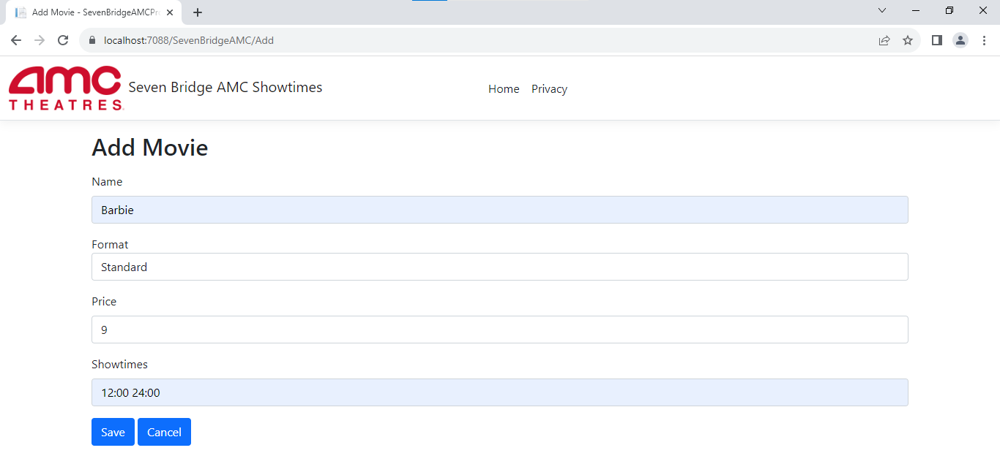 Add Movie - SevenBridgeAMCPr
localhost:7088/SevenBridgeAMC/Add
amc
THEATRES.
Seven Bridge AMC Showtimes
Home Privacy
Add Movie
Name
Barbie
Format
Standard
Price
9
Showtimes
12:00 24:00
Save Cancel